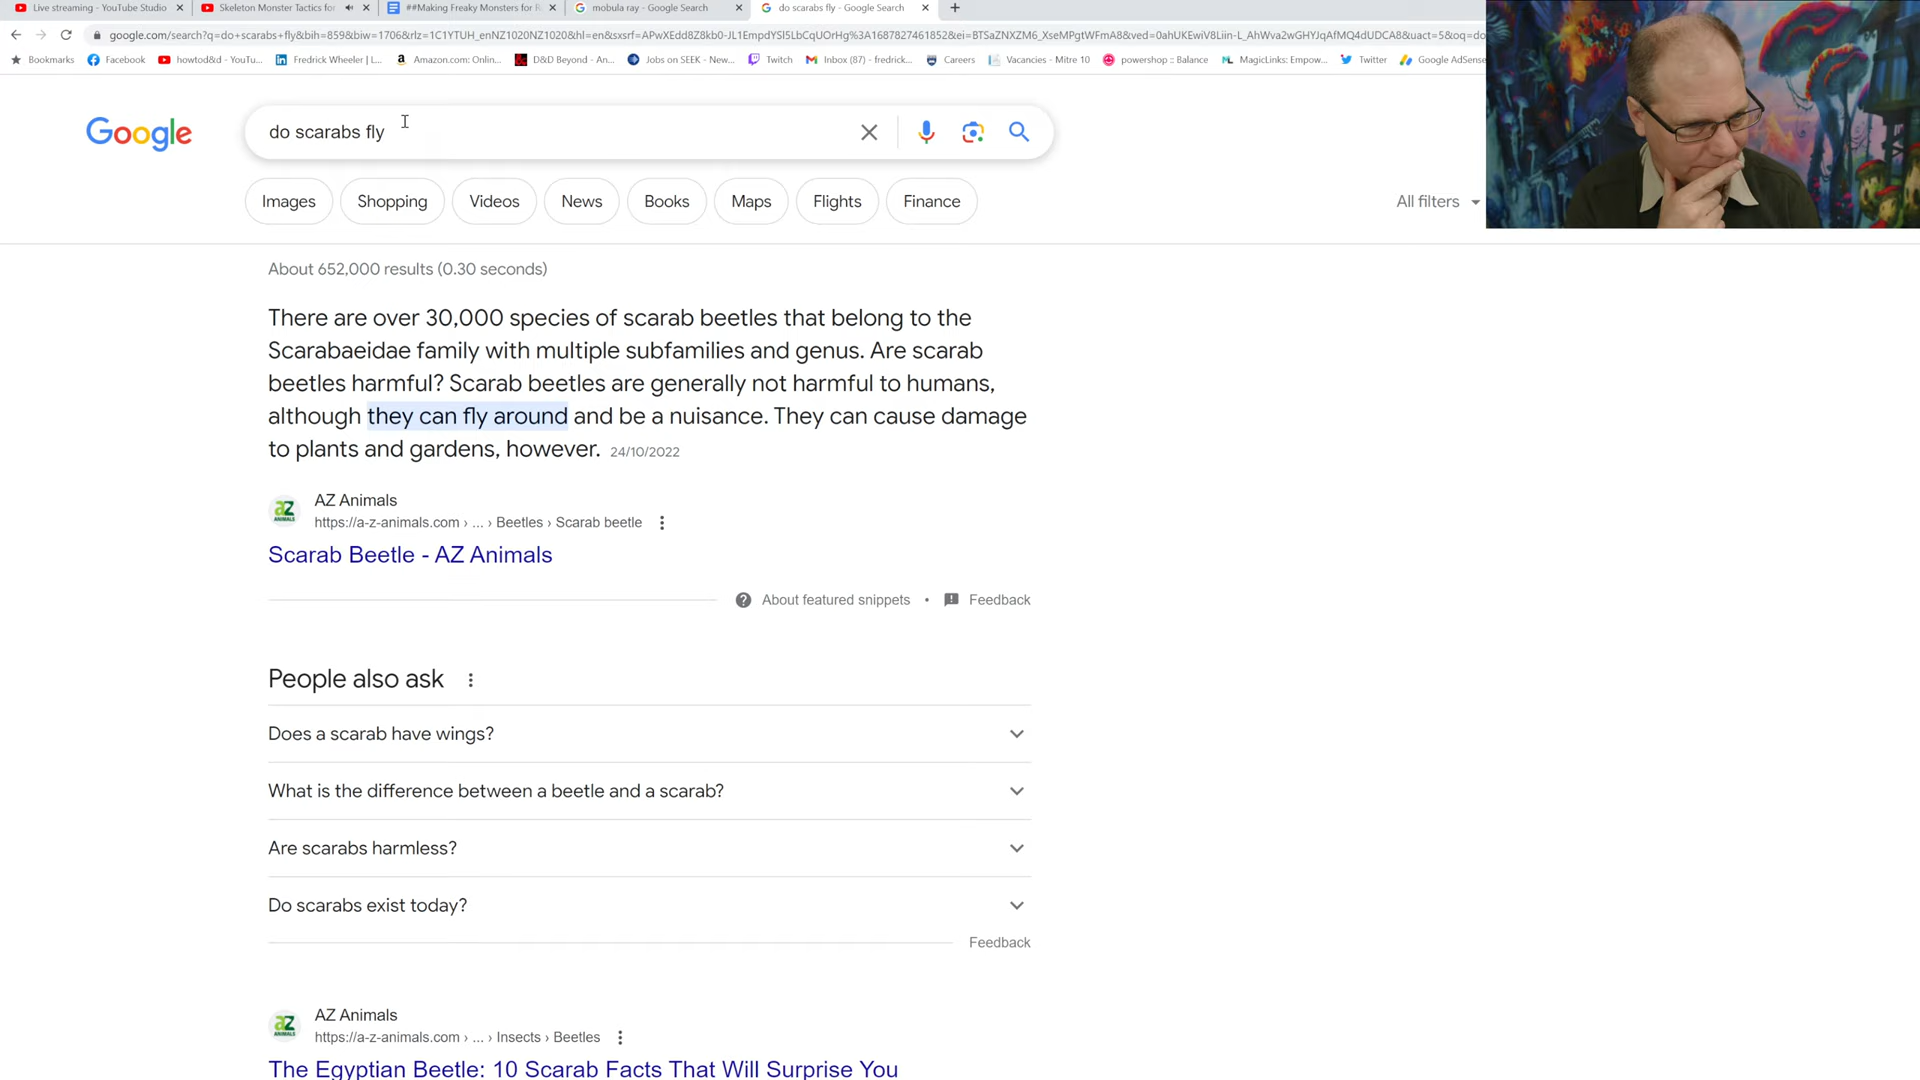 Live streaming - YouTube Studio
Skeleton Monster Tactics for
##Making Freaky Monsters for R
mobula ray - Google Search
do scarabs fly - Google Search
Bookmarks
Facebook
howtod&d - YouTu...
Fredrick Wheeler | L...
Amazon.com: Onlin...
D&D Beyond - An...
Jobs on SEEK - New...
Twitch
Inbox (87) - fredrick...
Careers
Vacancies - Mitre 10
powershop :: Balance
MagicLinks: Empow...
Twitter
Google AdSense
Google
do scarabs fly
Images
Shopping
Videos
News
Books
Maps
Flights
Finance
All filters
About 652,000 results (0.30 seconds)
There are over 30,000 species of scarab beetles that belong to the
Scarabaeidae family with multiple subfamilies and genus. Are scarab
beetles harmful? Scarab beetles are generally not harmful to humans,
although they can fly around and be a nuisance. They can cause damage
to plants and gardens, however. 24/10/2022
AZ Animals
https://a-z-animals.com › ... › Beetles › Scarab beetle
Scarab Beetle - AZ Animals
About featured snippets • Feedback
People also ask
Does a scarab have wings?
What is the difference between a beetle and a scarab?
Are scarabs harmless?
Do scarabs exist today?
Feedback
AZ Animals
https://a-z-animals.com › ... › Insects › Beetles
The Egyptian Beetle: 10 Scarab Facts That Will Surprise You